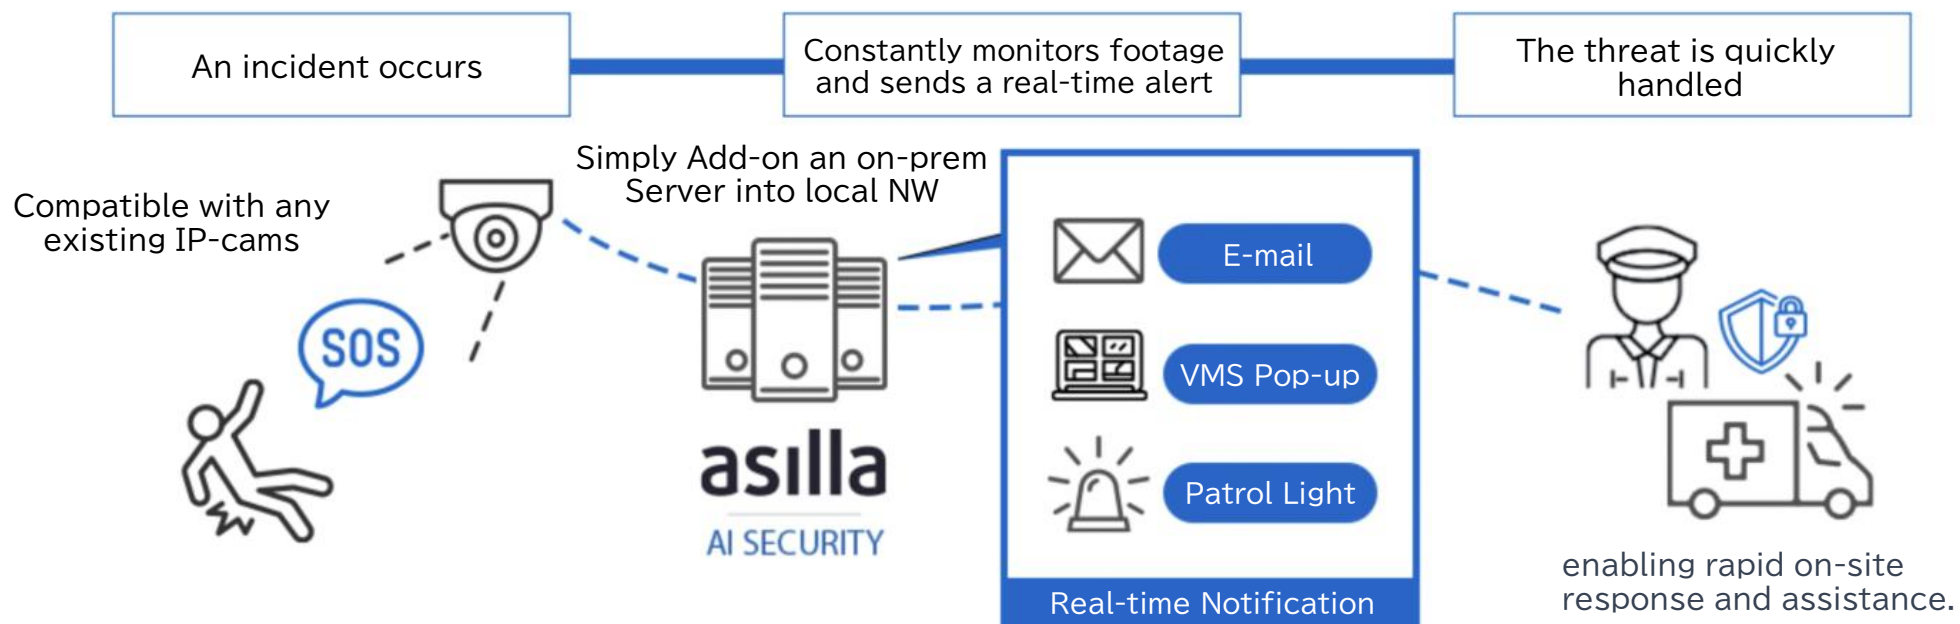 An incident occurs
Constantly monitors footage
and sends a real-time alert
The threat is quickly
handled
Compatible with any
existing IP-cams
Simply Add-on an on-prem
Server into local NW
SOS
asilla
AI SECURITY
E-mail
VMS Pop-up
Patrol Light
Real-time Notification
enabling rapid on-site
response and assistance.